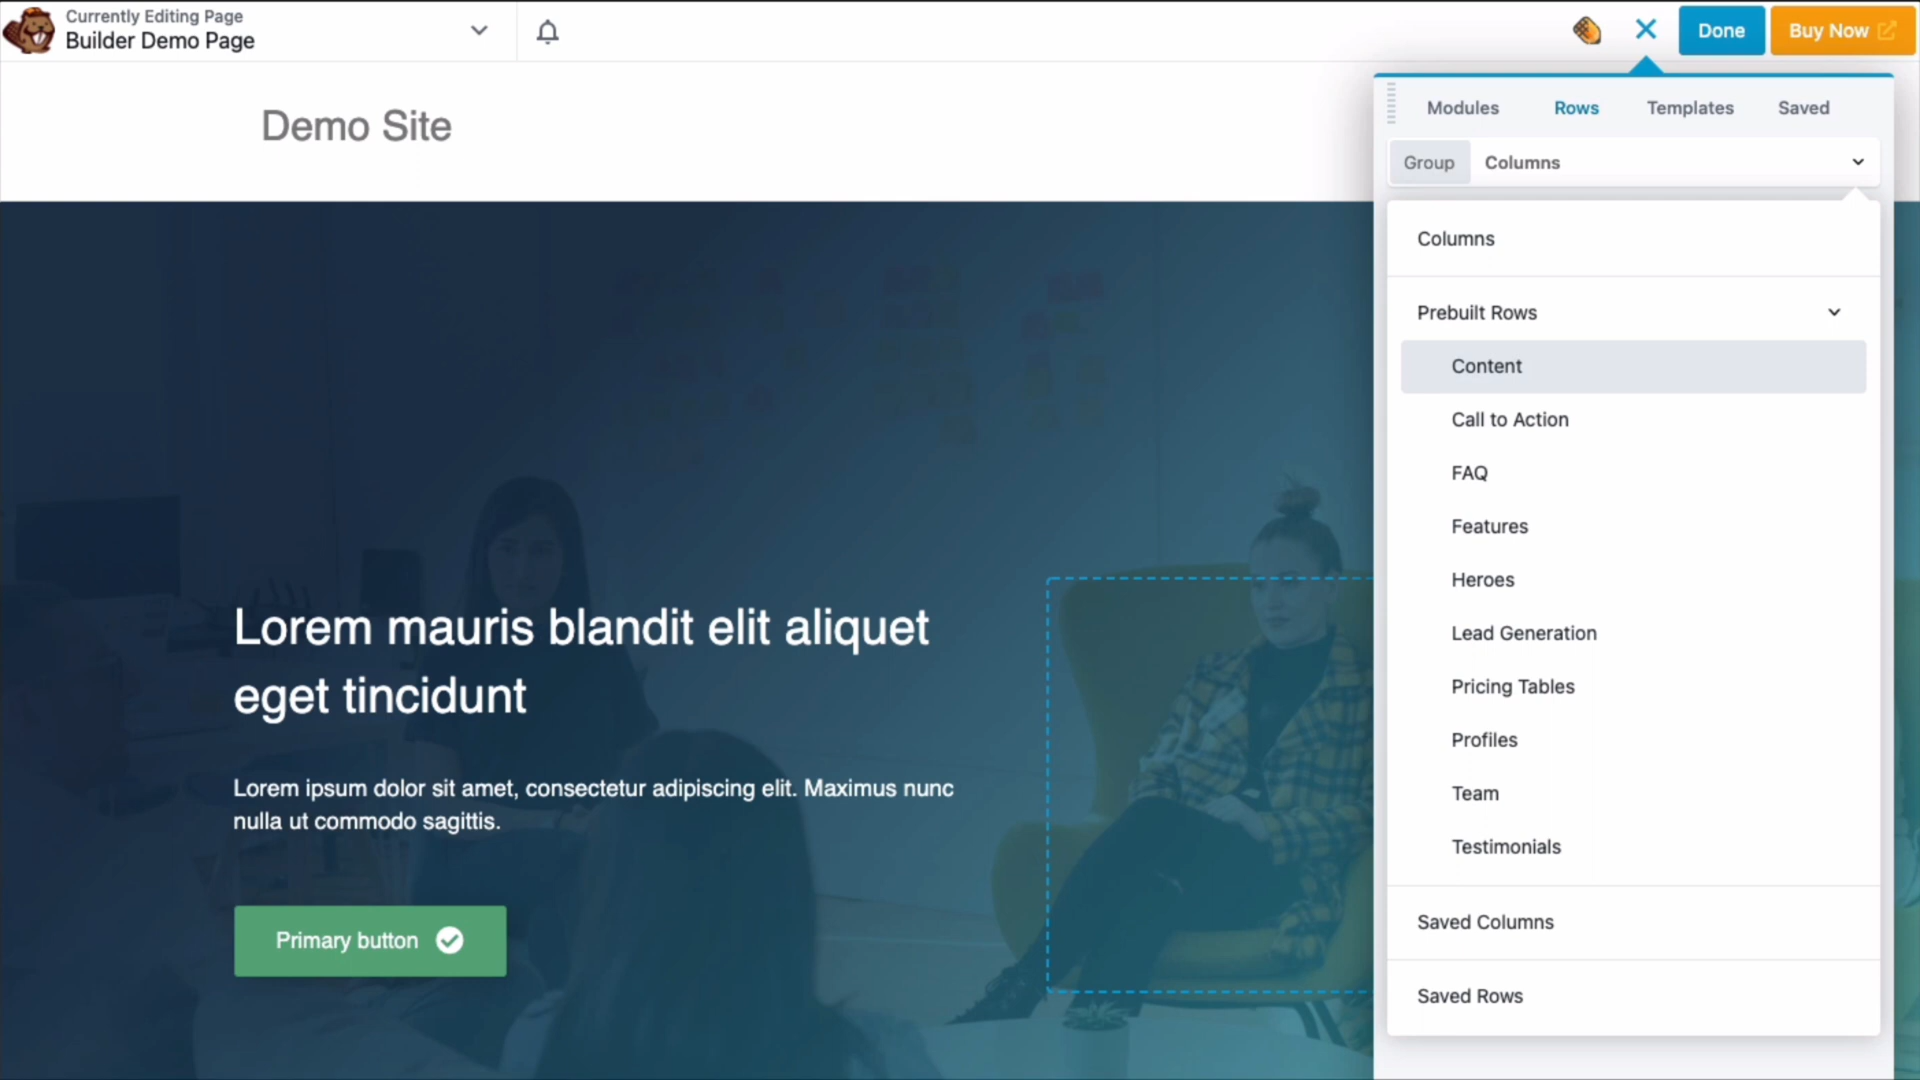 Currently Editing Page
Builder Demo Page
Done
Buy Now
Demo Site
Modules
Rows
Templates
Saved
Group
Columns
Columns
Prebuilt Rows
Content
Call to Action
FAQ
Features
Heroes
Lead Generation
Pricing Tables
Profiles
Team
Testimonials
Saved Columns
Saved Rows
Lorem mauris blandit elit aliquet
eget tincidunt
Lorem ipsum dolor sit amet, consectetur adipiscing elit. Maximus nunc
nulla ut commodo sagittis.
Primary button